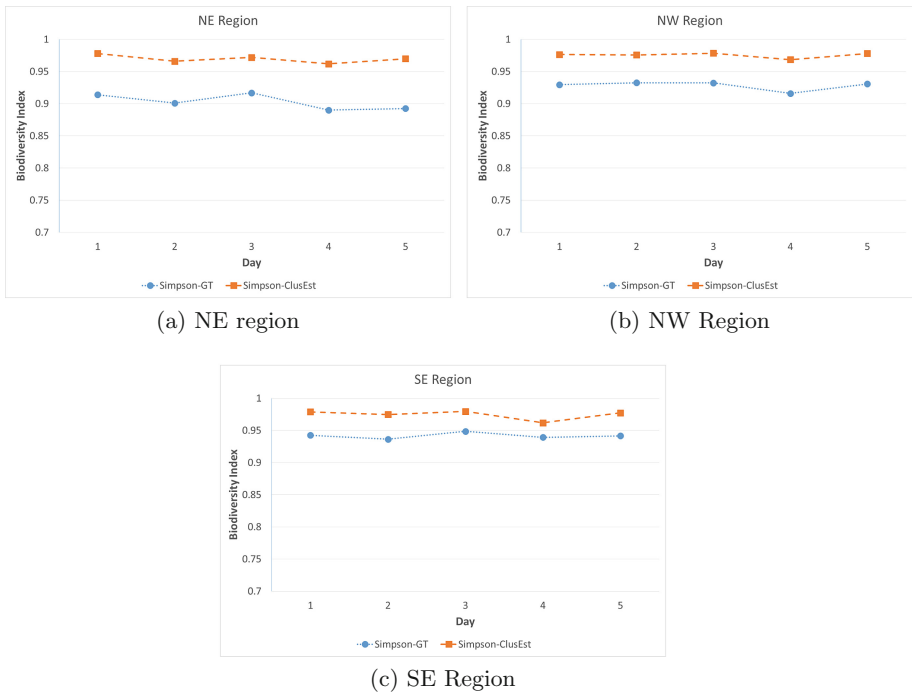 NE Region
1
0.95
0.9
0.85
0.8
0.75
0.7
Biodiversity Index
1 2 3 4 5
Day
Simpson-GT Simpson-ClusEst
(a) NE region
NW Region
1
0.95
0.9
0.85
0.8
0.75
0.7
Biodiversity Index
1 2 3 4 5
Day
Simpson-GT Simpson-ClusEst
(b) NW Region
SE Region
1
0.95
0.9
0.85
0.8
0.75
0.7
Biodiversity Index
1 2 3 4 5
Day
Simpson-GT Simpson-ClusEst
(c) SE Region